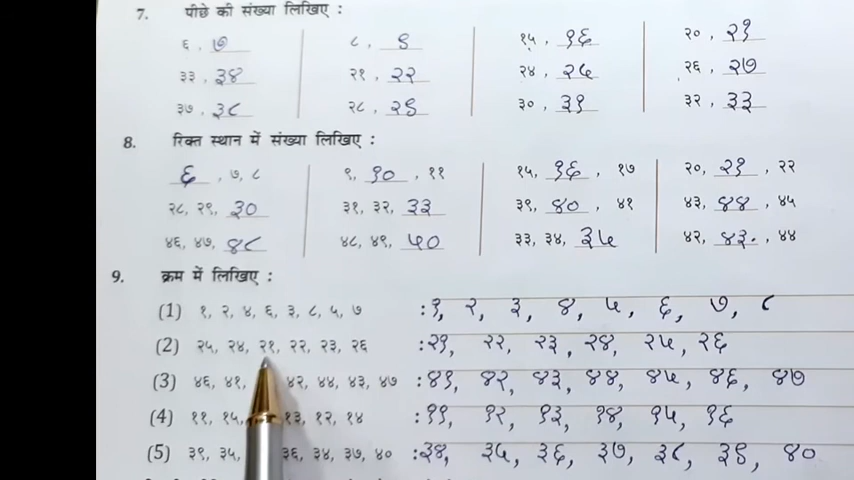 7. पीछे की संख्या लिखिए :
६ , ७ ८ , ९ १५ , १६ २० , २१
३३ , ३४ २१ , २२ २४ , २५ २६ , २७
३७ , ३८ २८ , २९ ३० , ३१ ३२ , ३३
8. रिक्त स्थान में संख्या लिखिए :
६ , ७, ८ ९, १० , ११ १५, १६ , १७ २०, २१ , २२
२८, २९, ३० ३१, ३२, ३३ ३९, ४० , ४१ ४३, ४४ , ४५
४६, ४७, ४८ ४८, ४९, ५० ३३, ३४, ३५ ४२, ४३ , ४४
9. क्रम में लिखिए :
(1) १, २, ४, ६, ३, ८, ५, ७ : १, २, ३, ४, ५, ६, ७, ८
(2) २५, २४, २१, २२, २३, २६ : २१, २२, २३, २४, २५, २६
(3) ४६, ४१, ४२, ४४, ४३, ४७ : ४१, ४२, ४३, ४४, ४५, ४६, ४७
(4) ११, १५, १३, १२, १४ : ११, १२, १३, १४, १५, १६
(5) ३९, ३५, ३६, ३४, ३७, ४० : ३४, ३५, ३६, ३७, ३८, ३९, ४०